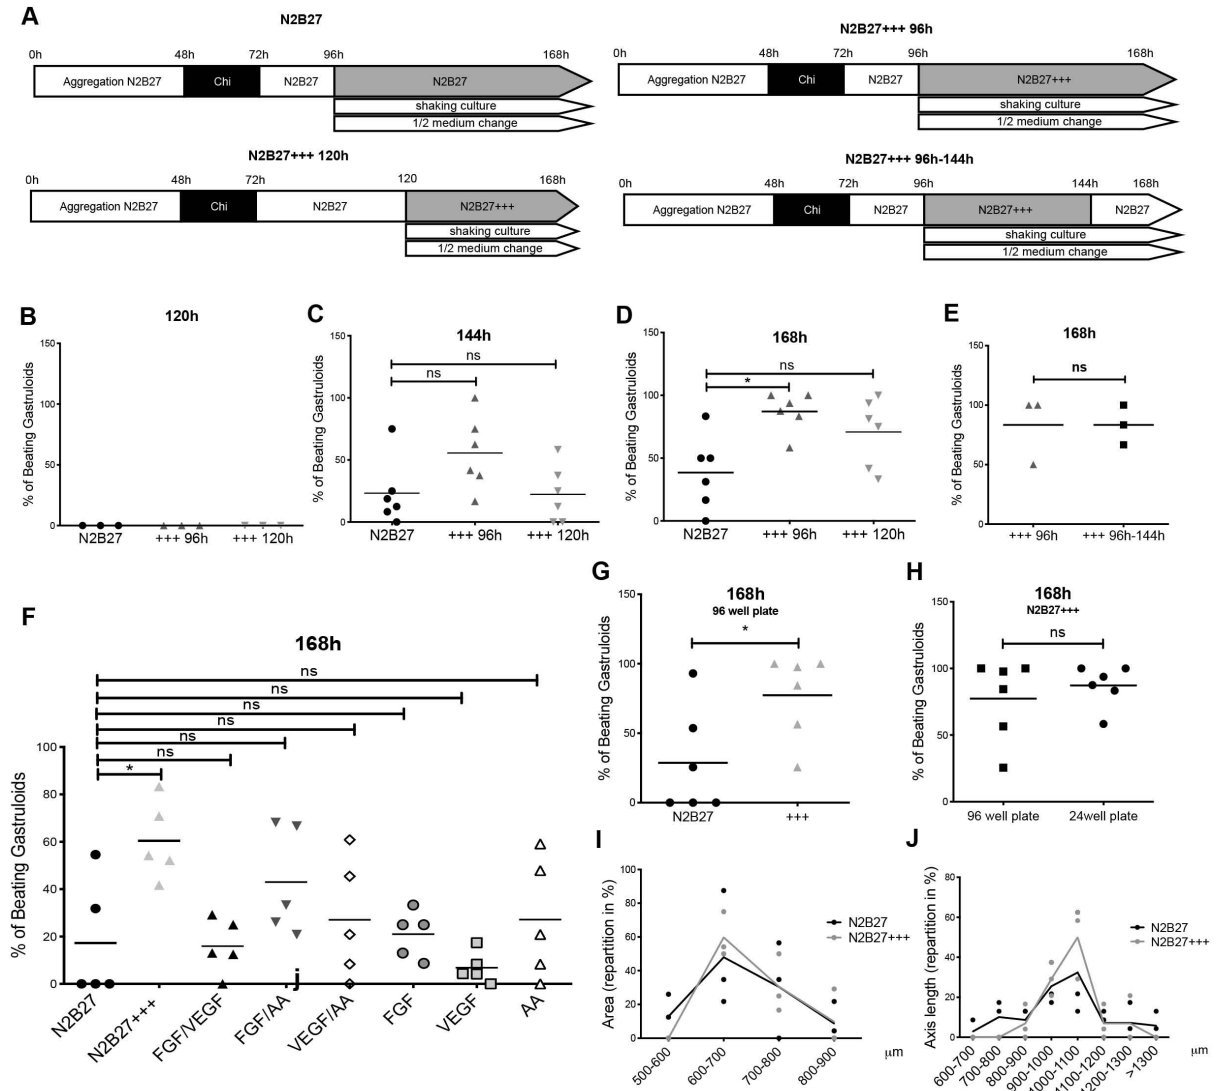 A
N2B27
0h 48h 72h 96h 168h
Aggregation N2B27 Chi N2B27 N2B27
shaking culture
1/2 medium change
N2B27+++ 96h
0h 48h 72h 96h 168h
Aggregation N2B27 Chi N2B27 N2B27+++
shaking culture
1/2 medium change
N2B27+++ 120h
0h 48h 72h 120 168h
Aggregation N2B27 Chi N2B27 N2B27+++
shaking culture
1/2 medium change
N2B27+++ 96h-144h
0h 48h 72h 96h 144h 168h
Aggregation N2B27 Chi N2B27 N2B27+++ N2B27
shaking culture
1/2 medium change
B
120h
% of Beating Gastruloids
150
100
50
0
N2B27 +++ 96h +++ 120h
C
144h
% of Beating Gastruloids
150
100
50
0
ns
ns
N2B27 +++ 96h +++ 120h
D
168h
% of Beating Gastruloids
150
100
50
0
ns
*
N2B27 +++ 96h +++ 120h
E
168h
% of Beating Gastruloids
150
100
50
0
ns
+++ 96h +++ 96h-144h
F
168h
% of Beating Gastruloids
100
80
60
40
20
0
ns
ns
ns
ns
ns
ns
*
j
N2B27 N2B27+++ FGF/VEGF FGF/AA VEGF/AA FGF VEGF AA
G
168h
96 well plate
% of Beating Gastruloids
150
100
50
0
*
N2B27 +++
H
168h
N2B27+++
% of Beating Gastruloids
150
100
50
0
ns
96 well plate 24well plate
I
Area (repartition in %)
100
80
60
40
20
0
N2B27
N2B27+++
500-600 600-700 700-800 800-900 µm
J
Axis length (repartition in %)
80
60
40
20
0
N2B27
N2B27+++
600-700 700-800 800-900 900-1000 1000-1100 1100-1200 1200-1300 >1300 µm